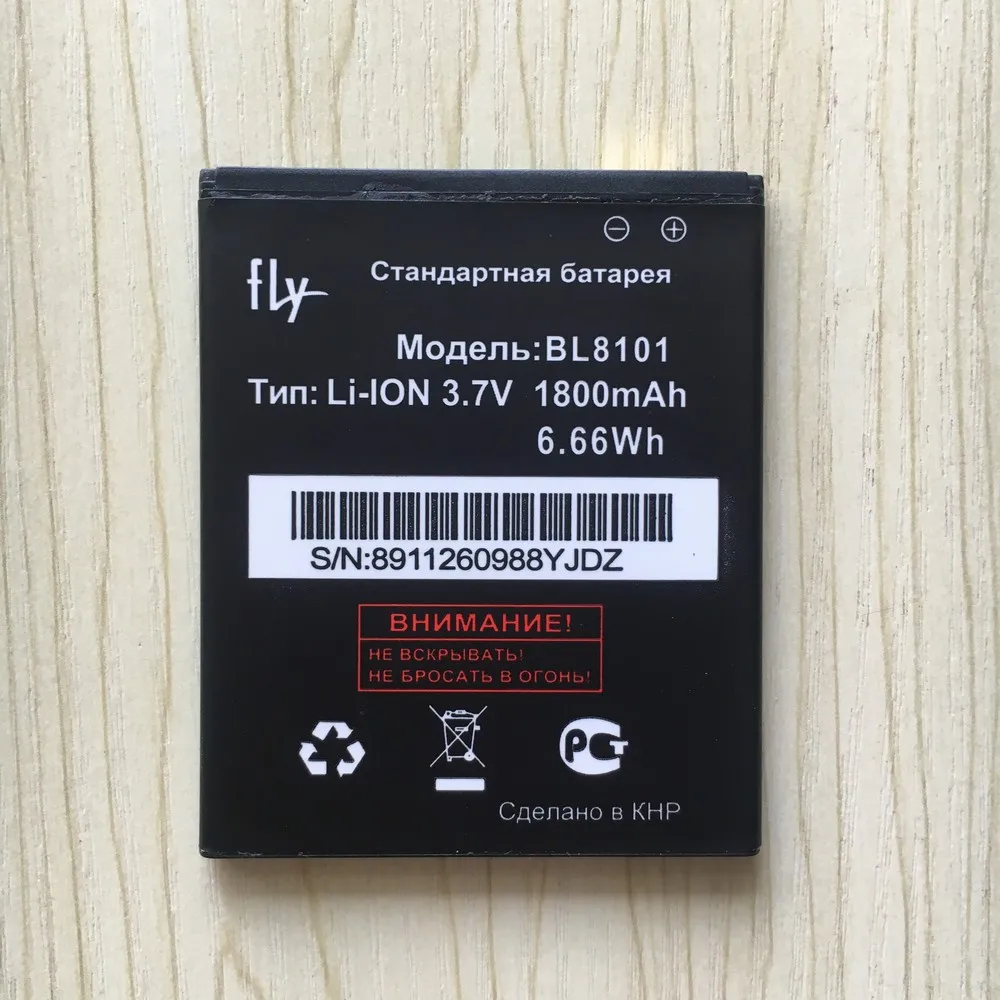 fly
Стандартная батарея
Модель:BL8101
Тип: Li-ION 3.7V 1800mAh
6.66Wh
S/N:8911260988YJDZ
ВНИМАНИЕ!
НЕ ВСКРЫВАТЬ!
НЕ БРОСАТЬ В ОГОНЬ!
РСТ
Сделано в КНР